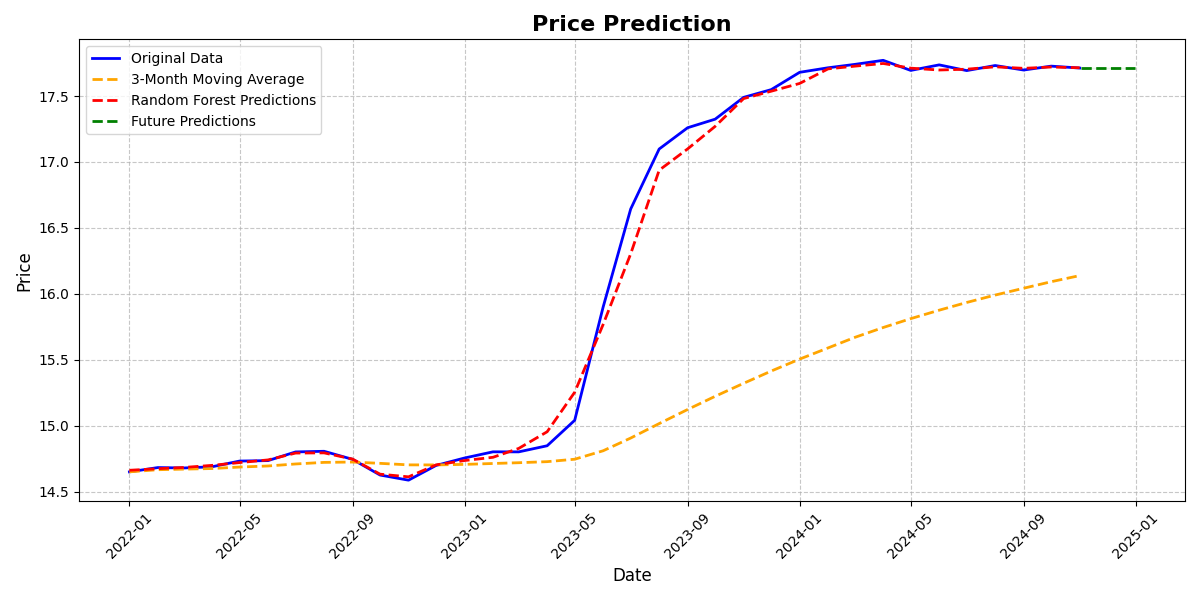 Price Prediction
Original Data
3-Month Moving Average
Random Forest Predictions
Future Predictions
Price
17.5
17.0
16.5
16.0
15.5
15.0
14.5
2022-01
2022-05
2022-09
2023-01
2023-05
2023-09
2024-01
2024-05
2024-09
2025-01
Date